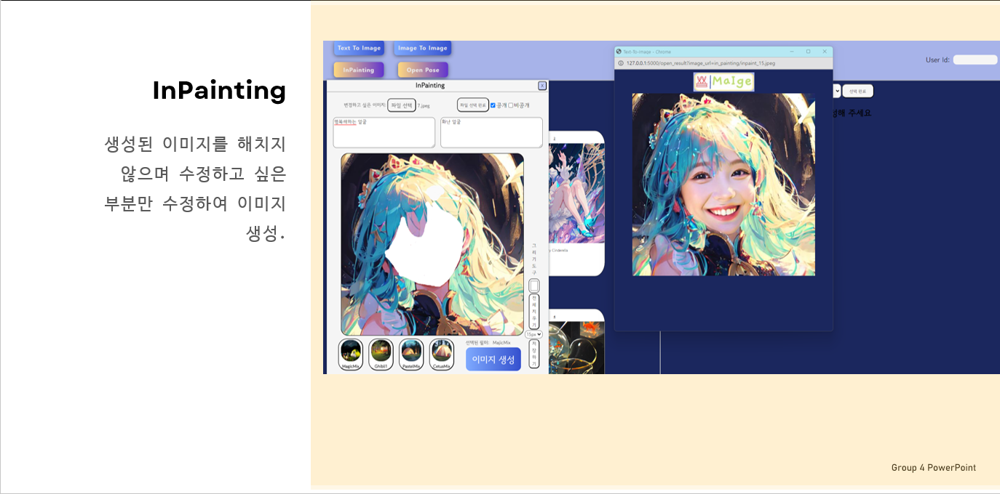 InPainting
생성된 이미지를 해치지
않으며 수정하고 싶은
부분만 수정하여 이미지
생성.
Text To Image
Image To Image
InPainting
Open Pose
User Id:
InPainting
X
변경하고 싶은 이미지:
파일 선택
7.jpeg
파일 선택 완료
공개
비공개
행복해하는 얼굴
화난 얼굴
그리기도구
전체지우기
15px
저장하기
MagicMix
Ghibli1
PastelMix
CetusMix
선택된 필터: MajicMix
이미지 생성
y Cinderella
Text-To-Image - Chrome
127.0.0.1:5000/open_result?image_url=in_painting/inpaint_15.jpeg
MaIge
선택 완료
해 주세요
Group 4 PowerPoint